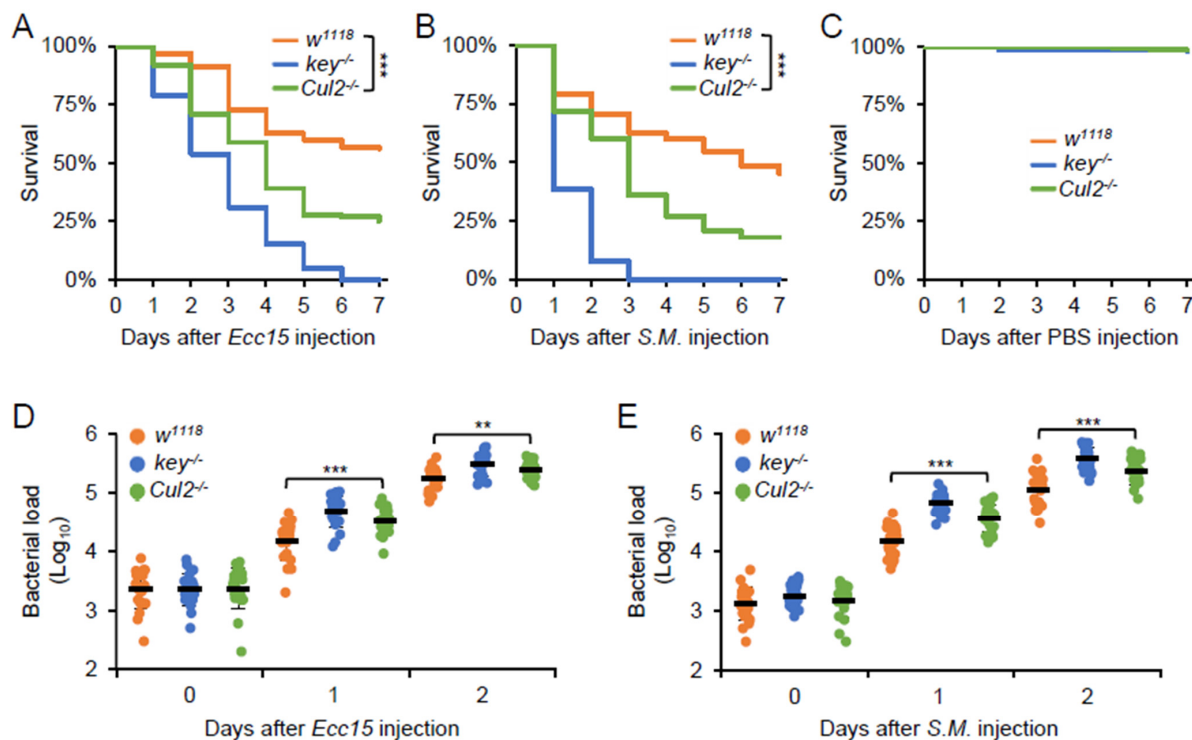 A
100%
75%
50%
25%
0%
Survival
w1118
key-/-
Cul2-/-
***
0 1 2 3 4 5 6 7
Days after Ecc15 injection
B
100%
75%
50%
25%
0%
Survival
w1118
key-/-
Cul2-/-
***
0 1 2 3 4 5 6 7
Days after S.M. injection
C
100%
75%
50%
25%
0%
Survival
w1118
key-/-
Cul2-/-
0 1 2 3 4 5 6 7
Days after PBS injection
D
w1118
key-/-
Cul2-/-
6
5
4
3
2
Bacterial load
(Log10)
***
**
0 1 2
Days after Ecc15 injection
E
w1118
key-/-
Cul2-/-
6
5
4
3
2
Bacterial load
(Log10)
***
***
0 1 2
Days after S.M. injection